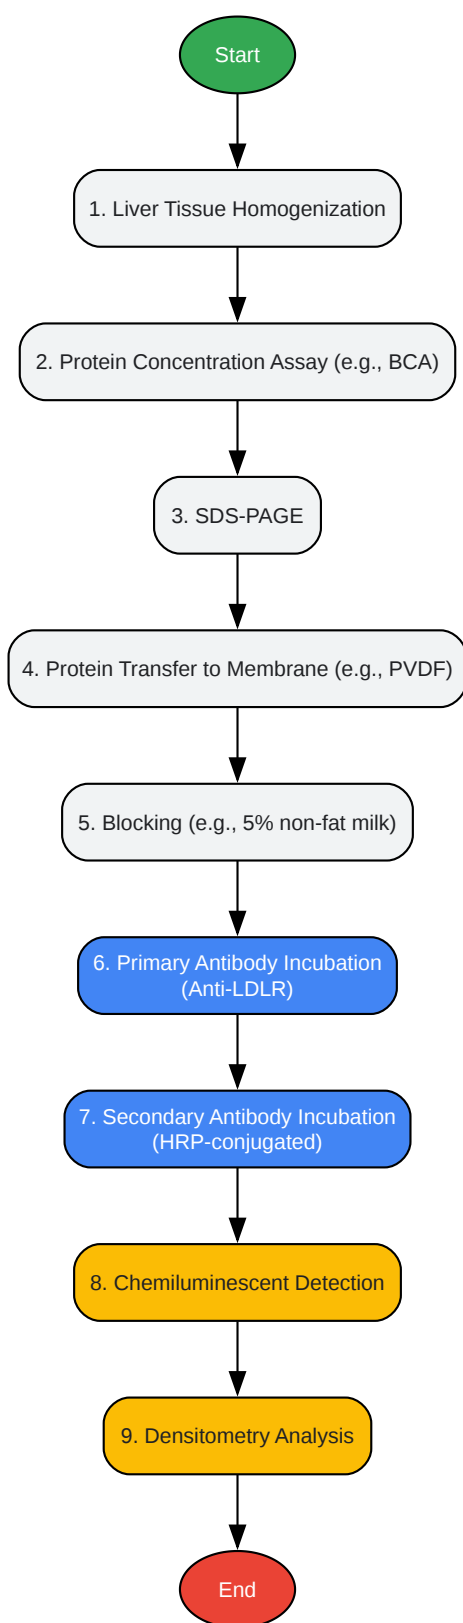 Start
1. Liver Tissue Homogenization
2. Protein Concentration Assay (e.g., BCA)
3. SDS-PAGE
4. Protein Transfer to Membrane (e.g., PVDF)
5. Blocking (e.g., 5% non-fat milk)
6. Primary Antibody Incubation
(Anti-LDLR)
7. Secondary Antibody Incubation
(HRP-conjugated)
8. Chemiluminescent Detection
9. Densitometry Analysis
End